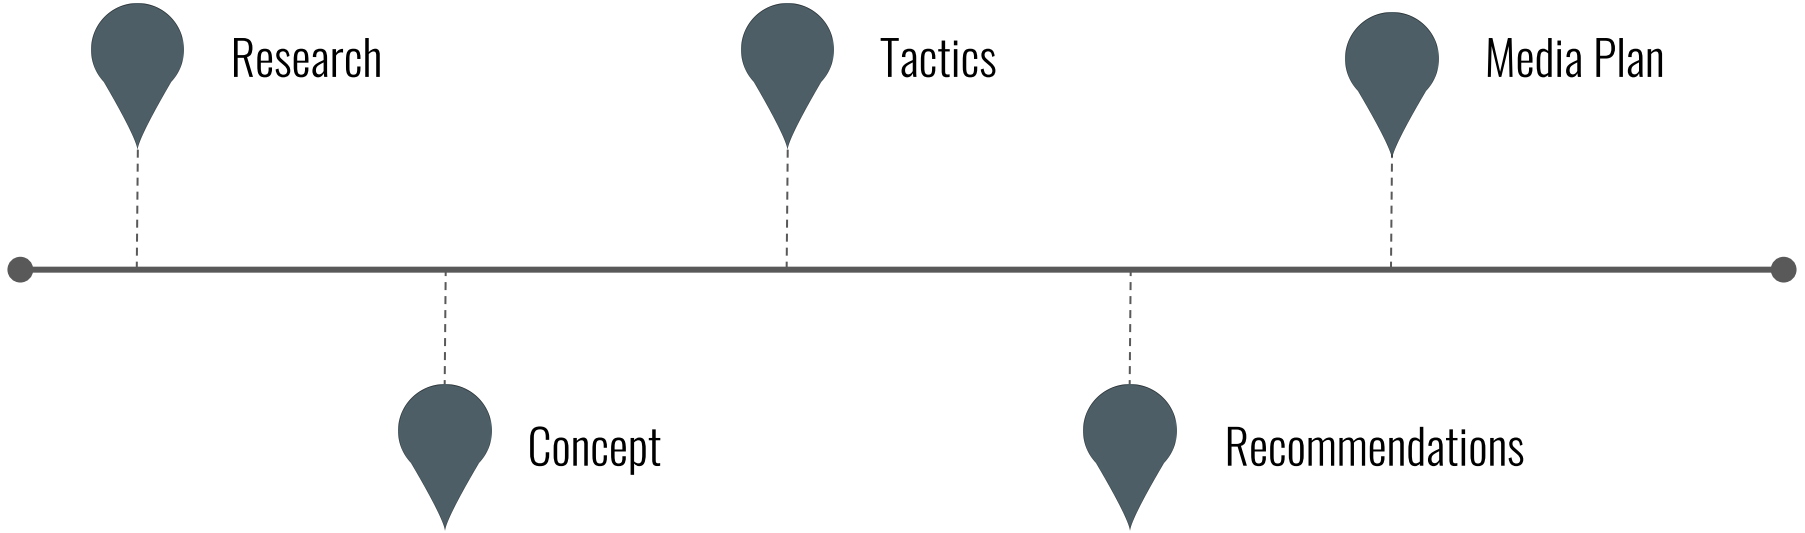 Research
Tactics
Media Plan
Concept
Recommendations